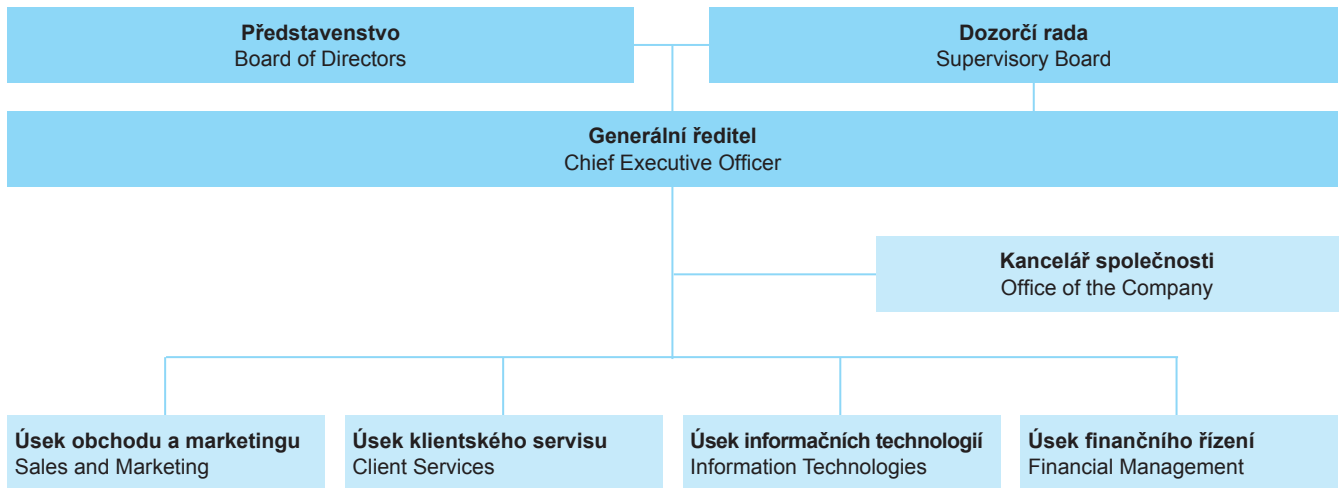 Představenstvo
Board of Directors
Dozorčí rada
Supervisory Board
Generální ředitel
Chief Executive Officer
Kancelář společnosti
Office of the Company
Úsek obchodu a marketingu
Sales and Marketing
Úsek klientského servisu
Client Services
Úsek informačních technologií
Information Technologies
Úsek finančního řízení
Financial Management